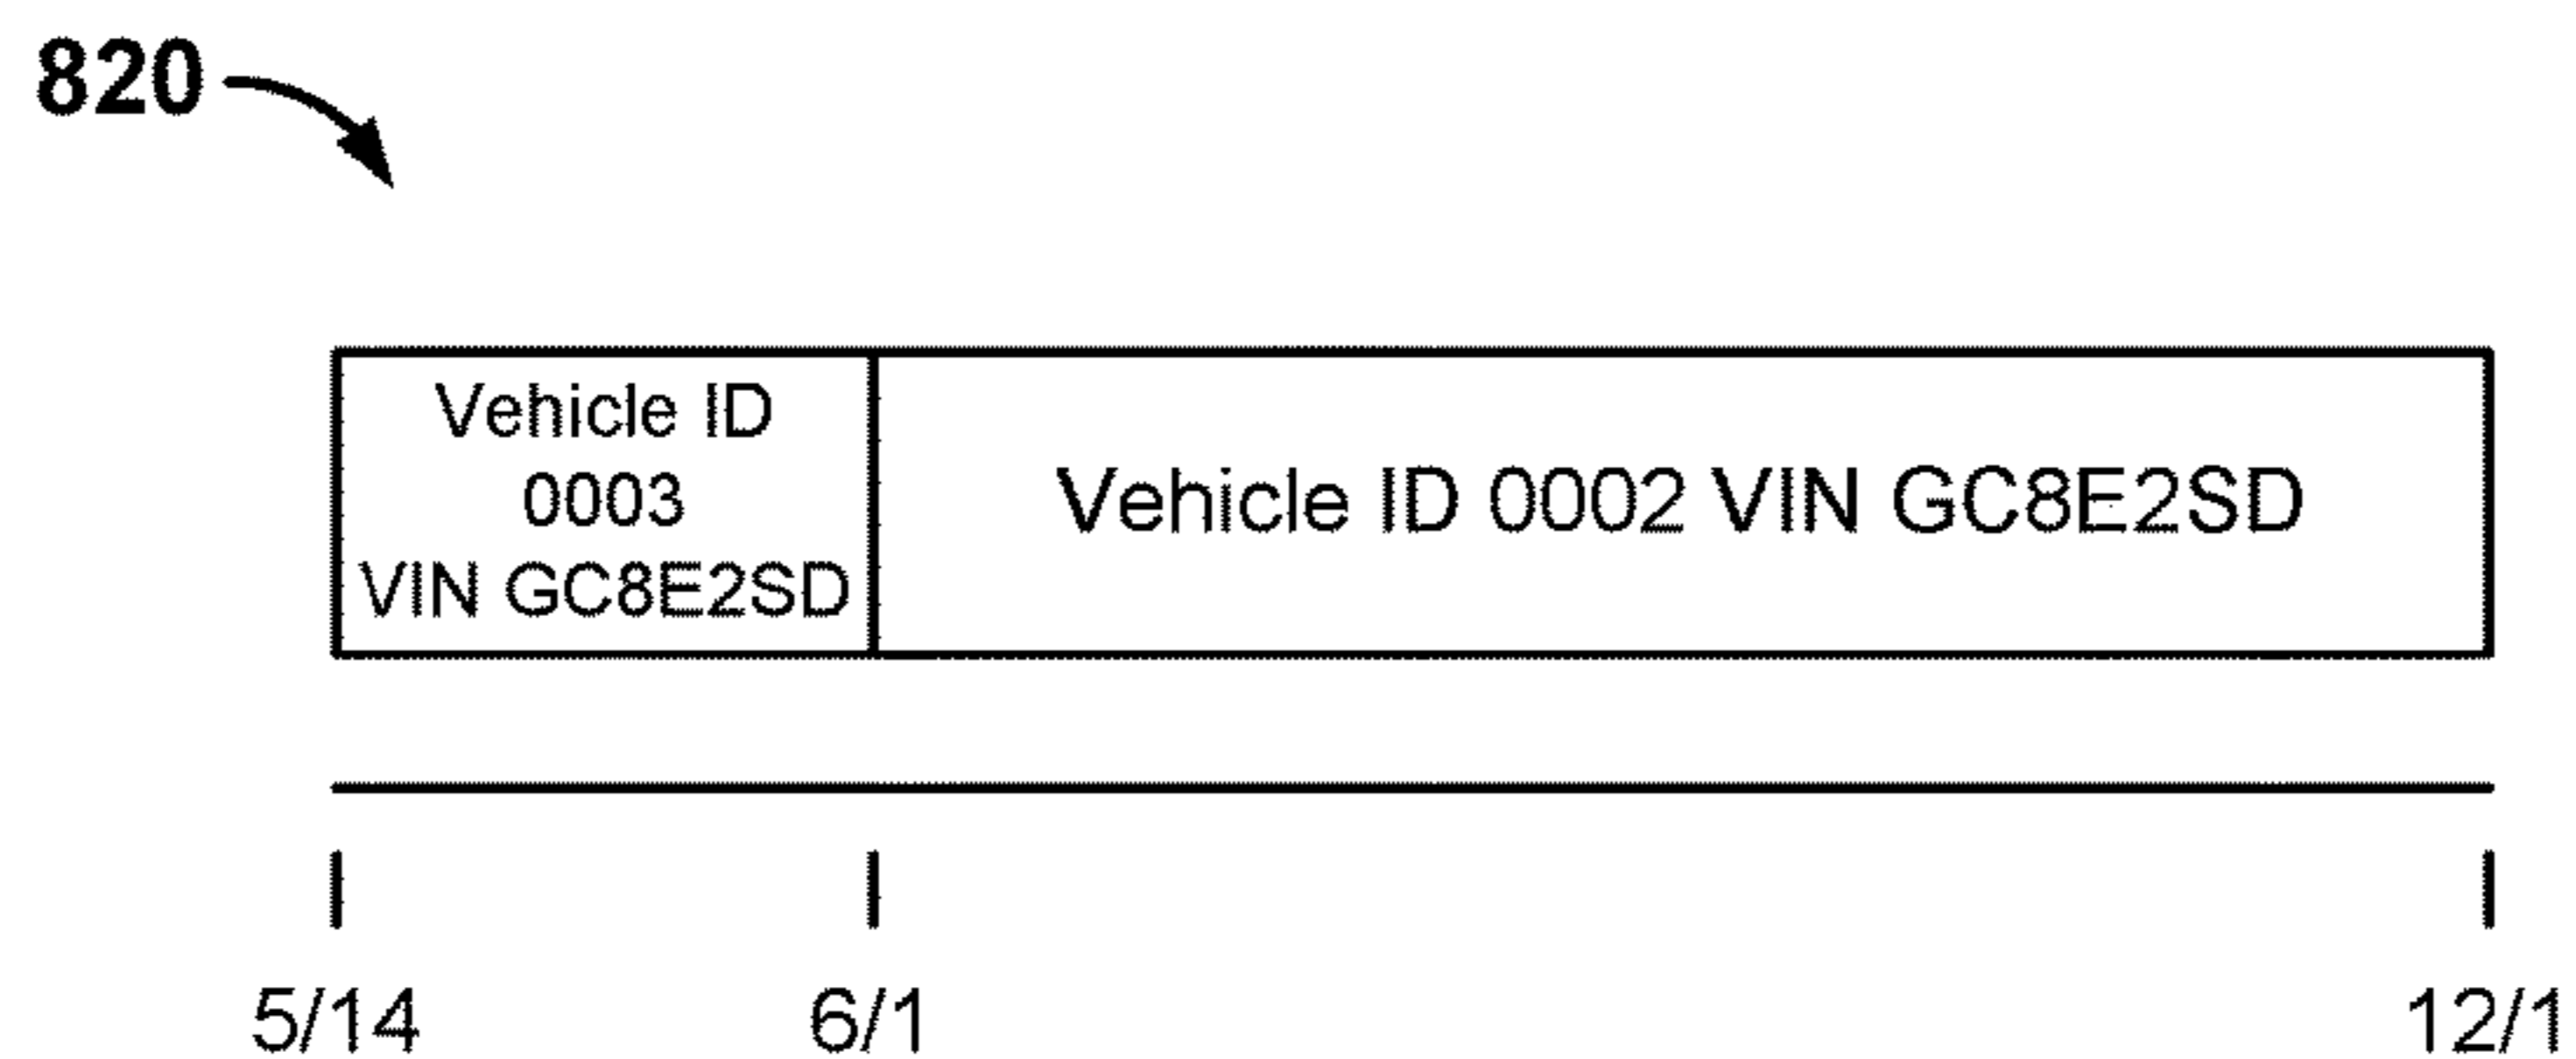 820
Vehicle ID
0003
VIN GC8E2SD
Vehicle ID 0002 VIN GC8E2SD
5/14
6/1
12/1